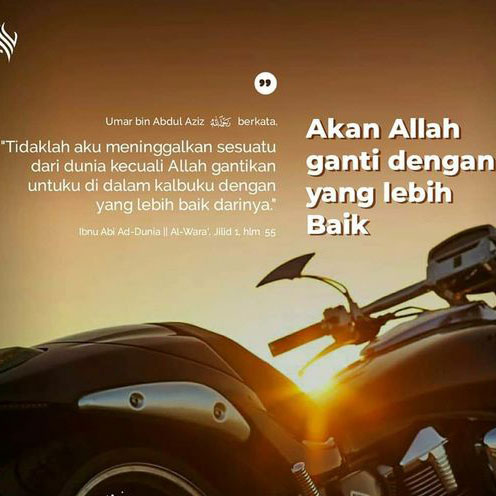 Umar bin Abdul Aziz رحمه الله berkata,
"Tidaklah aku meninggalkan sesuatu
dari dunia kecuali Allah gantikan
untuku di dalam kalbuku dengan
yang lebih baik darinya."
Ibnu Abi Ad-Dunia || Al-Wara', Jilid 1, hlm 55
Akan Allah
ganti dengan
yang lebih
Baik